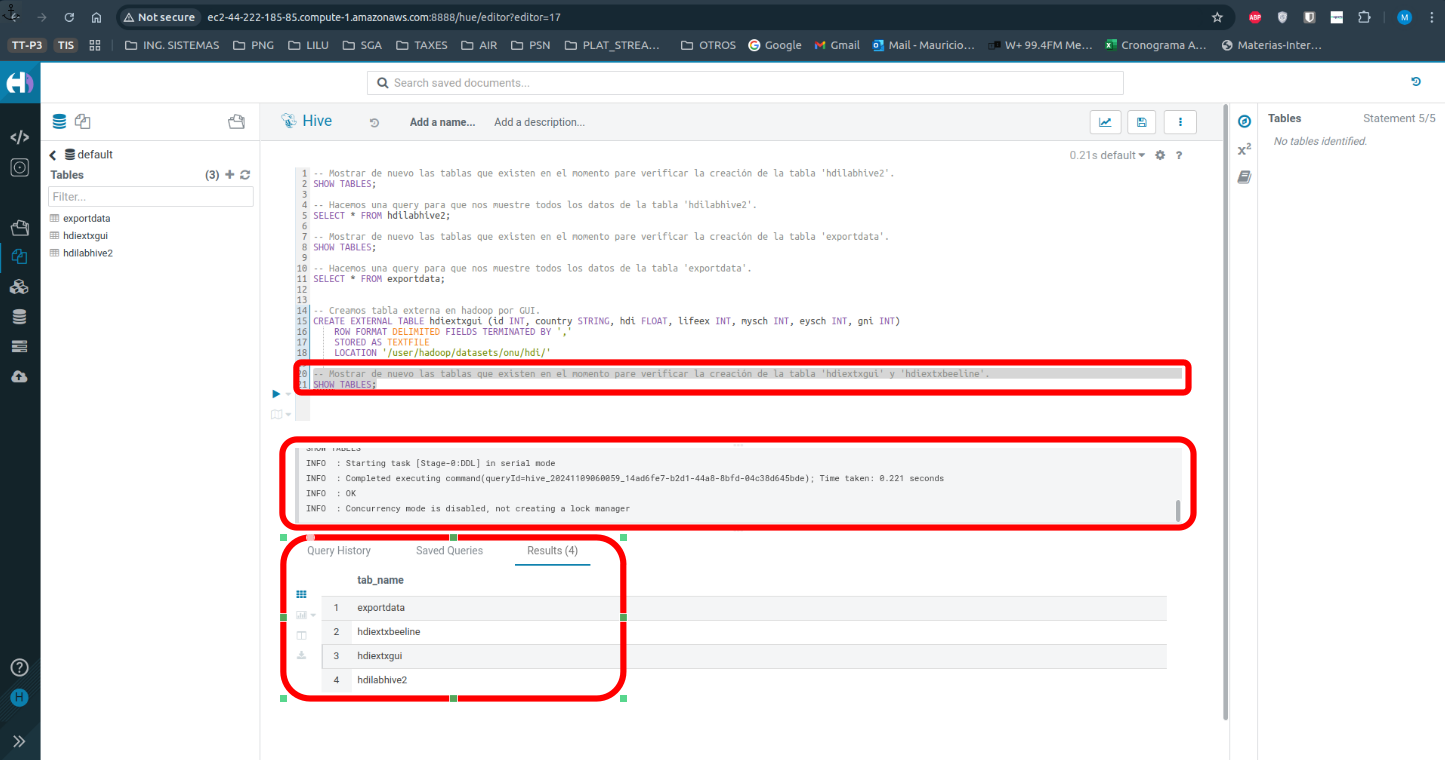 Not secure ec2-44-222-185-85.compute-1.amazonaws.com:8888/hue/editor?editor=17
ABP
M
TT-P3 TIS ING. SISTEMAS PNG LILU SGA TAXES AIR PSN PLAT_STREA... OTROS Google Gmail Mail - Mauricio... W+ 99.4FM Me... Cronograma A... Materias-Inter...
Search saved documents...
Hive Add a name... Add a description...
Tables Statement 5/5
No tables identified.
default
Tables (3)
Filter...
exportdata
hdiextxgui
hdilabhive2
0.21s default ?
1 -- Mostrar de nuevo las tablas que existen en el momento pare verificar la creación de la tabla 'hdilabhive2'.
2 SHOW TABLES;
3
4 -- Hacemos una query para que nos muestre todos los datos de la tabla 'hdilabhive2'.
5 SELECT * FROM hdilabhive2;
6
7 -- Mostrar de nuevo las tablas que existen en el momento pare verificar la creación de la tabla 'exportdata'.
8 SHOW TABLES;
9
10 -- Hacemos una query para que nos muestre todos los datos de la tabla 'exportdata'.
11 SELECT * FROM exportdata;
12
13
14 -- Creamos tabla externa en hadoop por GUI.
15 CREATE EXTERNAL TABLE hdiextxgui (id INT, country STRING, hdi FLOAT, lifeex INT, mysch INT, eysch INT, gni INT)
16 ROW FORMAT DELIMITED FIELDS TERMINATED BY ','
17 STORED AS TEXTFILE
18 LOCATION '/user/hadoop/datasets/onu/hdi/'
20 -- Mostrar de nuevo las tablas que existen en el momento pare verificar la creación de la tabla 'hdiextxgui' y 'hdiextxbeeline'.
21 SHOW TABLES;
SHOW TABLES
INFO : Starting task [Stage-0:DDL] in serial mode
INFO : Completed executing command(queryId=hive_20241109060059_14ad6fe7-b2d1-44a8-8bfd-04c38d645bde); Time taken: 0.221 seconds
INFO : OK
INFO : Concurrency mode is disabled, not creating a lock manager
Query History Saved Queries Results (4)
tab_name
1 exportdata
2 hdiextxbeeline
3 hdiextxgui
4 hdilabhive2
H
x²